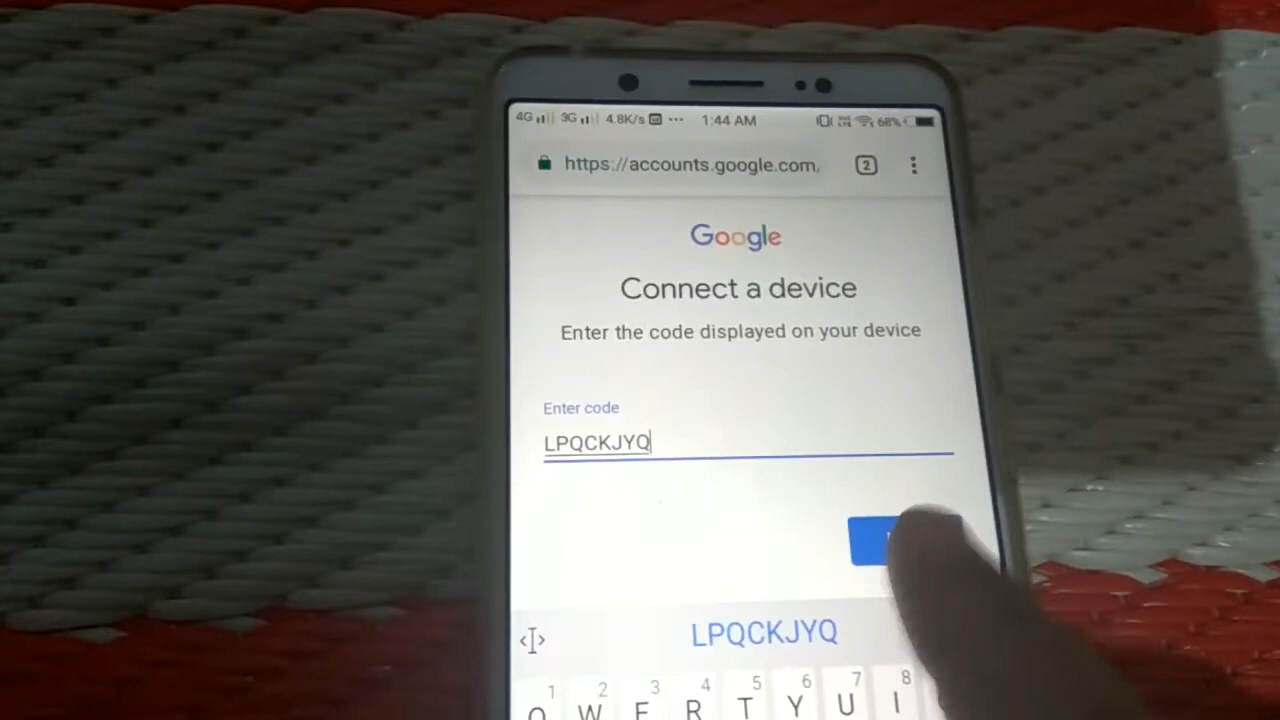 4G 3G 4.8K/s ... 1:44 AM 68%
https://accounts.google.com, 2
Google
Connect a device
Enter the code displayed on your device
Enter code
LPQCKJYQ
LPQCKJYQ
1 2 3 4 5 6 7 8
Q W E R T Y U I